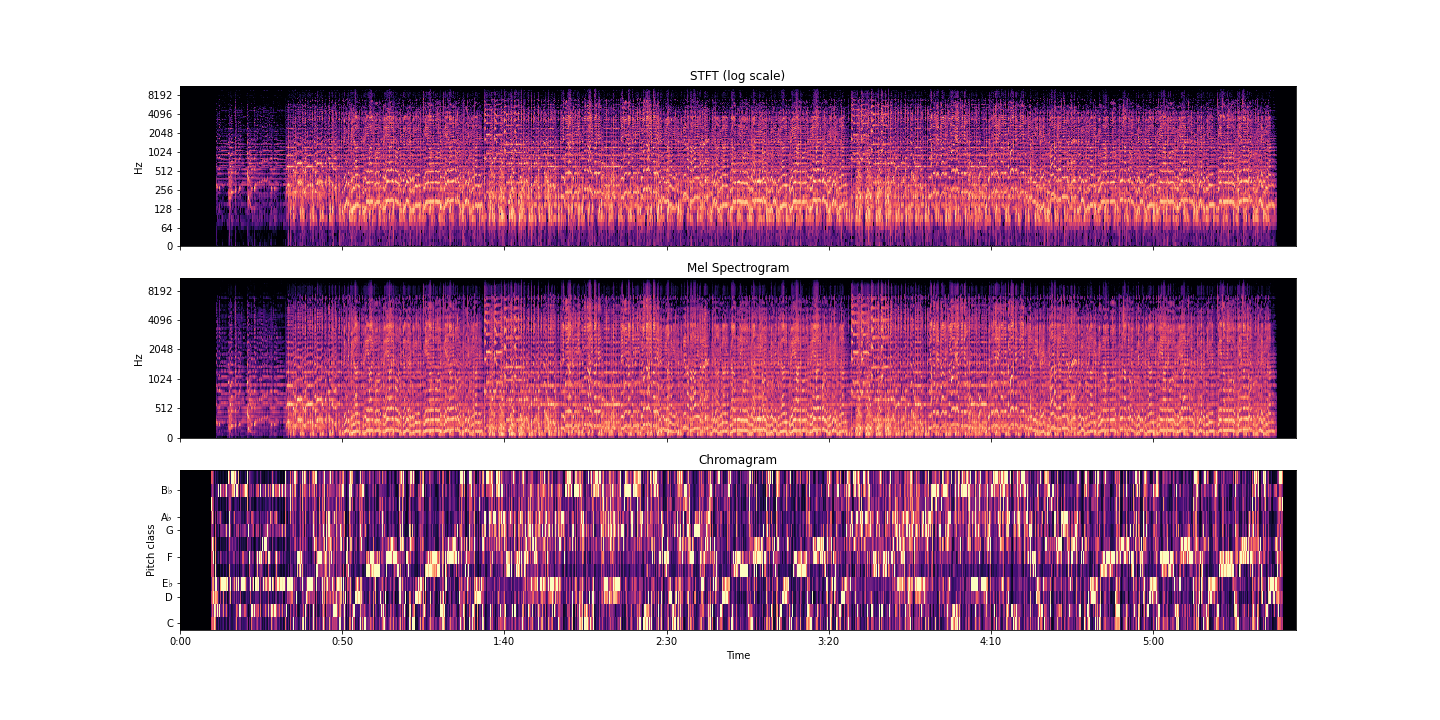 STFT (log scale)
8192
4096
2048
1024
512
256
128
64
0
Hz
Mel Spectrogram
8192
4096
2048
1024
512
0
Hz
Chromagram
B♭
A♭
G
F
E♭
D
C
Pitch class
0:00 0:50 1:40 2:30 3:20 4:10 5:00
Time